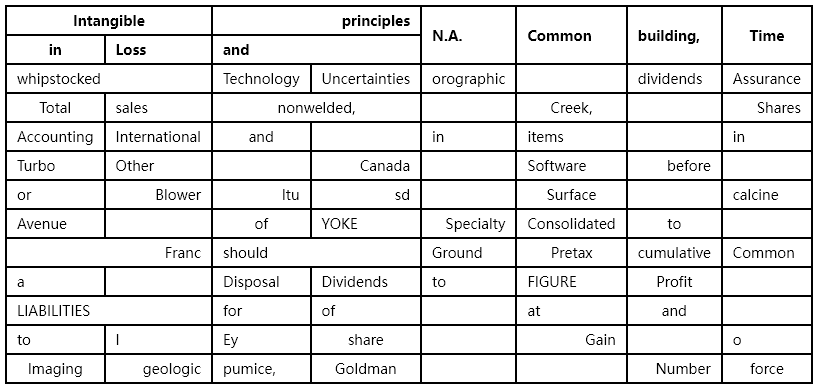 Intangible principles N.A. Common building, Time
in Loss and
whipstocked Technology Uncertainties orographic dividends Assurance
Total sales nonwelded, Creek, Shares
Accounting International and in items in
Turbo Other Canada Software before
or Blower Itu sd Surface calcine
Avenue of YOKE Specialty Consolidated to
Franc should Ground Pretax cumulative Common
a Disposal Dividends to FIGURE Profit
LIABILITIES for of at and
to I Ey share Gain o
Imaging geologic pumice, Goldman Number force